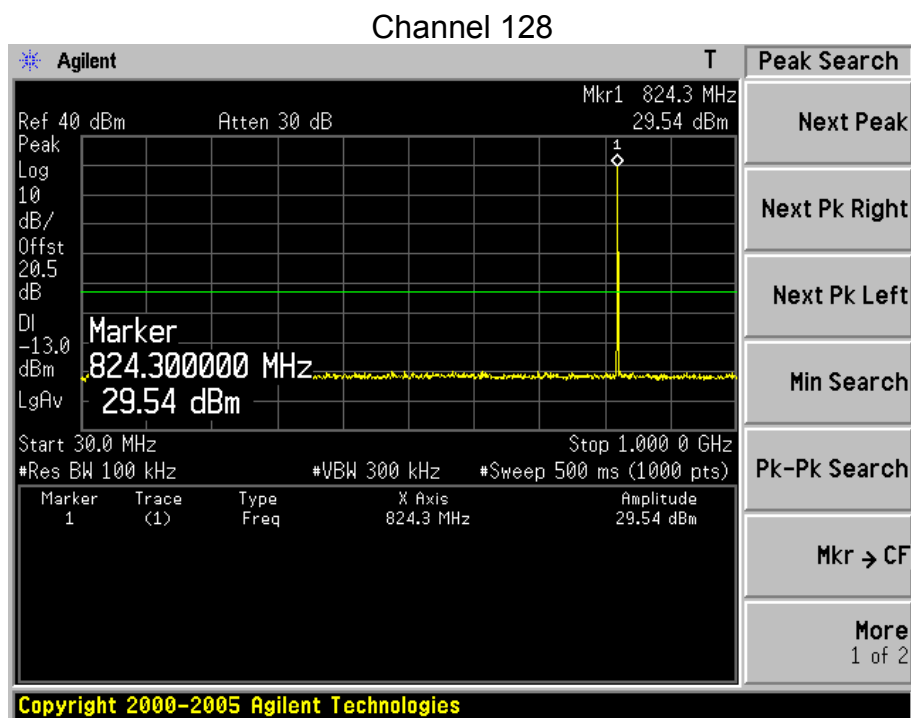 Channel 128
Agilent T Peak Search
Mkr1 824.3 MHz
Ref 40 dBm Atten 30 dB 29.54 dBm
Peak
Log
10
dB/
Offst
20.5
dB
DI
-13.0
dBm
LgAv
1
Marker
824.300000 MHz
29.54 dBm
Start 30.0 MHz Stop 1.000 0 GHz
#Res BW 100 kHz #VBW 300 kHz #Sweep 500 ms (1000 pts)
Marker Trace Type X Axis Amplitude
1 (1) Freq 824.3 MHz 29.54 dBm
Next Peak
Next Pk Right
Next Pk Left
Min Search
Pk-Pk Search
Mkr → CF
More
1 of 2
Copyright 2000-2005 Agilent Technologies